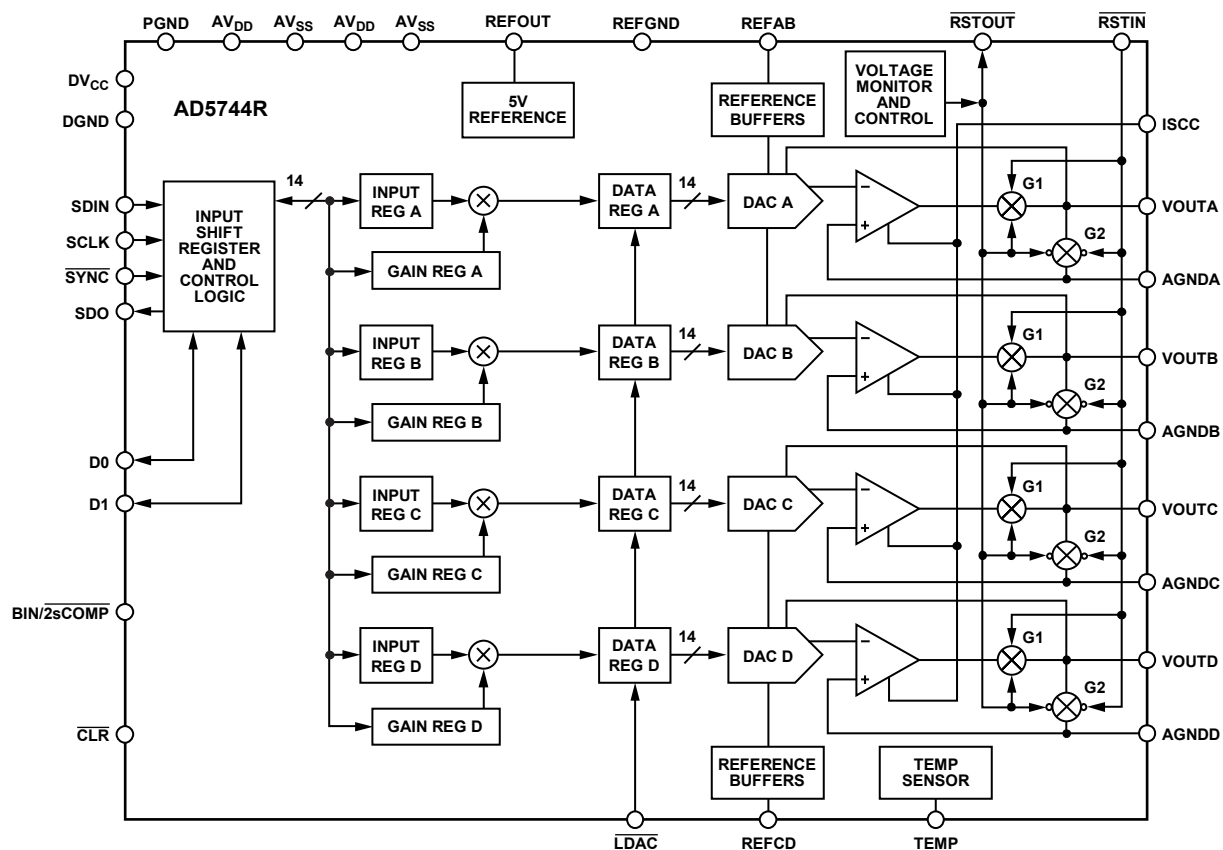 PGND AVDD AVSS AVDD AVSS REFOUT REFGND REFAB RSTOUT RSTIN
DVCC
DGND
AD5744R
5V
REFERENCE
REFERENCE
BUFFERS
VOLTAGE
MONITOR
AND
CONTROL
ISCC
SDIN
SCLK
SYNC
SDO
INPUT
SHIFT
REGISTER
AND
CONTROL
LOGIC
14
INPUT
REG A
GAIN REG A
DATA
REG A
14
DAC A
G1
G2
VOUTA
AGNDA
INPUT
REG B
GAIN REG B
DATA
REG B
14
DAC B
G1
G2
VOUTB
AGNDB
D0
D1
INPUT
REG C
GAIN REG C
DATA
REG C
14
DAC C
G1
G2
VOUTC
AGNDC
BIN/2sCOMP
CLR
INPUT
REG D
GAIN REG D
DATA
REG D
14
DAC D
G1
G2
VOUTD
AGNDD
REFERENCE
BUFFERS
TEMP
SENSOR
LDAC REFCD TEMP